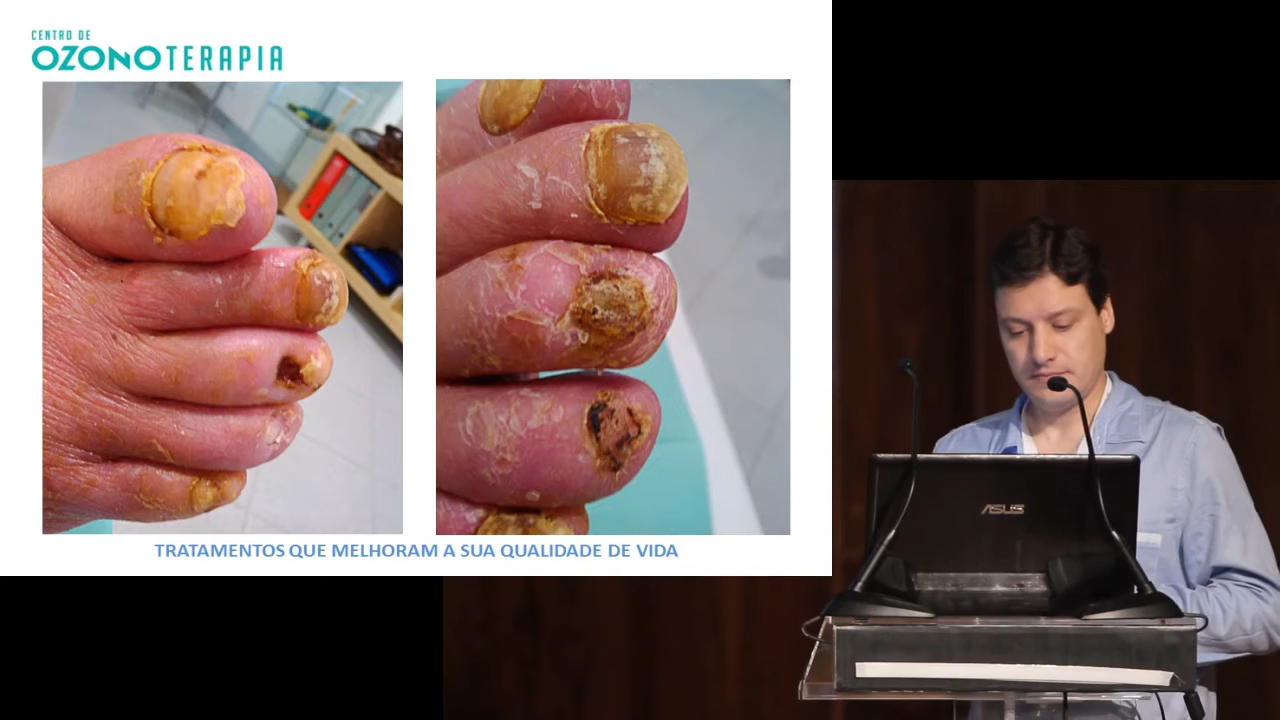 CENTRO DE
OZONOTERAPIA
TRATAMENTOS QUE MELHORAM A SUA QUALIDADE DE VIDA
ASUS